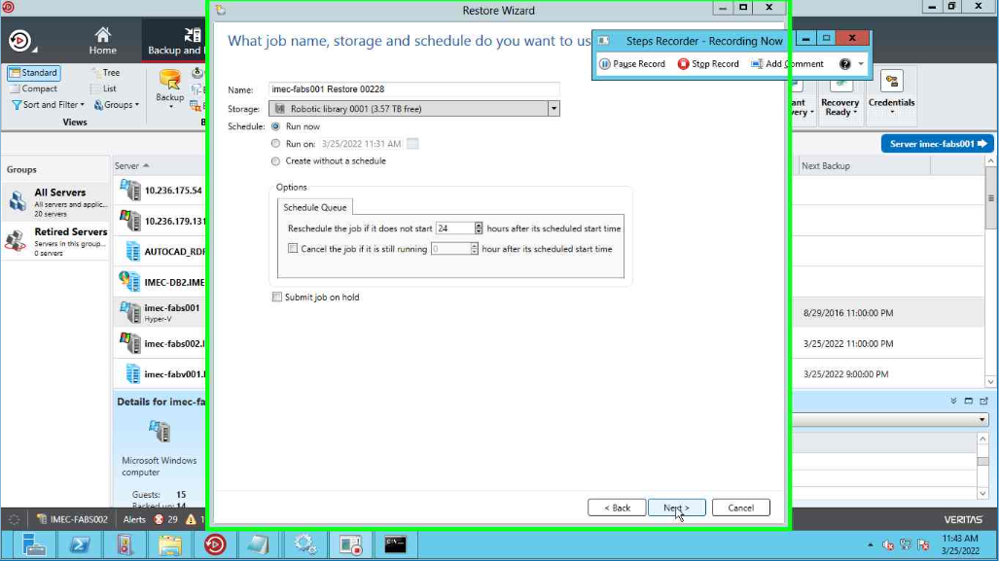 Restore Wizard
What job name, storage and schedule do you want to us
Steps Recorder - Recording Now
Pause Record
Stop Record
Add Comment
Home
Backup and
Standard
Compact
Sort and Filter
Tree
List
Groups
Views
Backup
Recovery
Ready
Credentials
Name: imec-fabs001 Restore 00228
Storage: Robotic library 0001 (3.57 TB free)
Schedule: Run now
Run on: 3/25/2022 11:31 AM
Create without a schedule
Options
Schedule Queue
Reschedule the job if it does not start 24 hours after its scheduled start time
Cancel the job if it is still running 0 hour after its scheduled start time
Submit job on hold
< Back
Next >
Cancel
Server imec-fabs001
Next Backup
Groups
All Servers
All servers and applic...
20 servers
Retired Servers
Servers in this group...
0 servers
Server
10.236.175.54
10.236.179.131
AUTOCAD_RDP
IMEC-DB2.IME
imec-fabs001
Hyper-V
8/29/2016 11:00:00 PM
imec-fabs002.I
3/25/2022 11:00:00 PM
imec-fabv001.I
3/25/2022 9:00:00 PM
Details for imec-fa
Microsoft Windows
computer
Guests: 15
Backed up: 14
IMEC-FABS002
Alerts
29
VERITAS
11:43 AM
3/25/2022